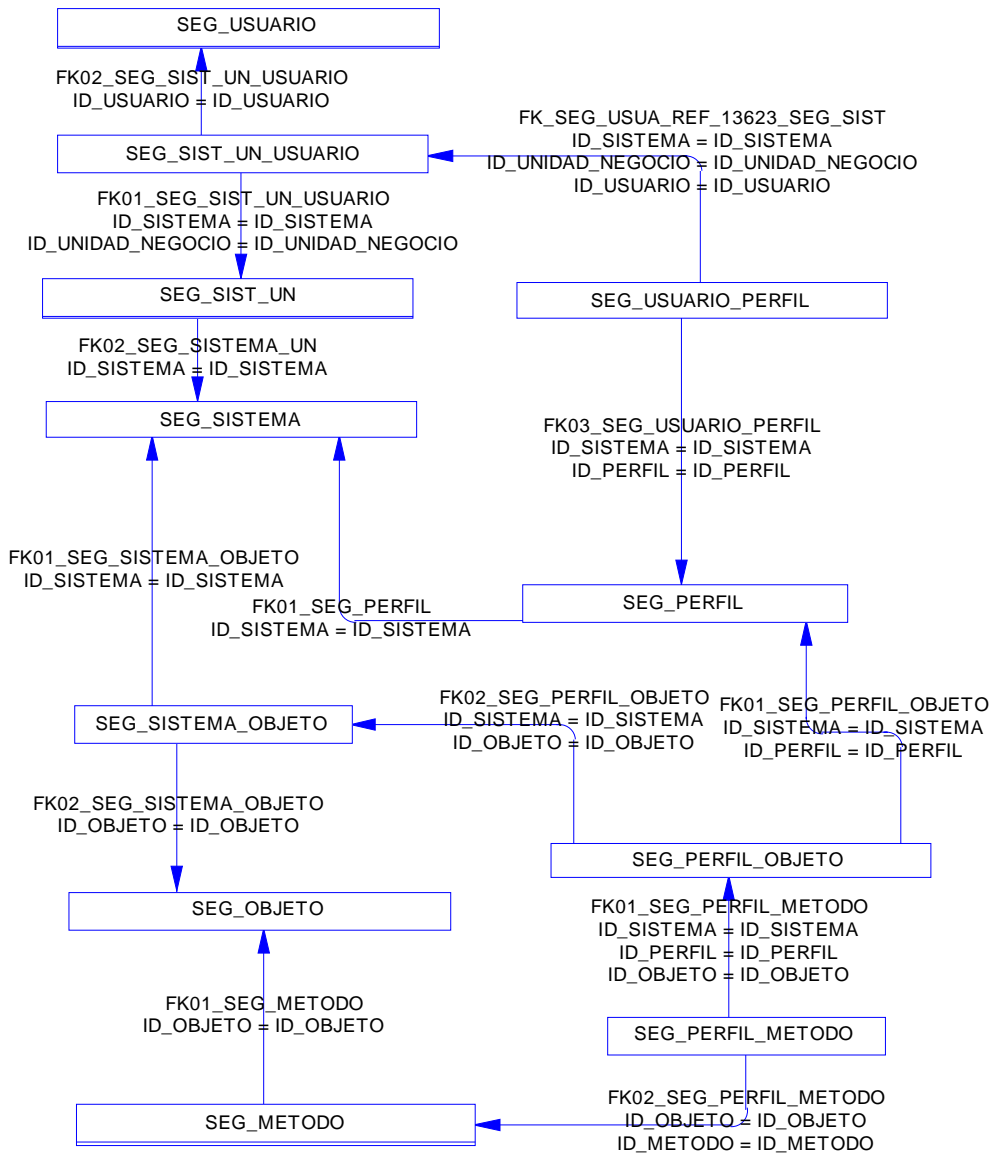 SEG_USUARIO
FK02_SEG_SIST_UN_USUARIO
ID_USUARIO = ID_USUARIO
SEG_SIST_UN_USUARIO
FK_SEG_USUA_REF_13623_SEG_SIST
ID_SISTEMA = ID_SISTEMA
ID_UNIDAD_NEGOCIO = ID_UNIDAD_NEGOCIO
ID_USUARIO = ID_USUARIO
FK01_SEG_SIST_UN_USUARIO
ID_SISTEMA = ID_SISTEMA
ID_UNIDAD_NEGOCIO = ID_UNIDAD_NEGOCIO
SEG_SIST_UN
SEG_USUARIO_PERFIL
FK02_SEG_SISTEMA_UN
ID_SISTEMA = ID_SISTEMA
SEG_SISTEMA
FK03_SEG_USUARIO_PERFIL
ID_SISTEMA = ID_SISTEMA
ID_PERFIL = ID_PERFIL
FK01_SEG_SISTEMA_OBJETO
ID_SISTEMA = ID_SISTEMA
FK01_SEG_PERFIL
ID_SISTEMA = ID_SISTEMA
SEG_PERFIL
SEG_SISTEMA_OBJETO
FK02_SEG_PERFIL_OBJETO
ID_SISTEMA = ID_SISTEMA
ID_OBJETO = ID_OBJETO
FK01_SEG_PERFIL_OBJETO
ID_SISTEMA = ID_SISTEMA
ID_PERFIL = ID_PERFIL
FK02_SEG_SISTEMA_OBJETO
ID_OBJETO = ID_OBJETO
SEG_PERFIL_OBJETO
SEG_OBJETO
FK01_SEG_PERFIL_METODO
ID_SISTEMA = ID_SISTEMA
ID_PERFIL = ID_PERFIL
ID_OBJETO = ID_OBJETO
FK01_SEG_METODO
ID_OBJETO = ID_OBJETO
SEG_PERFIL_METODO
SEG_METODO
FK02_SEG_PERFIL_METODO
ID_OBJETO = ID_OBJETO
ID_METODO = ID_METODO